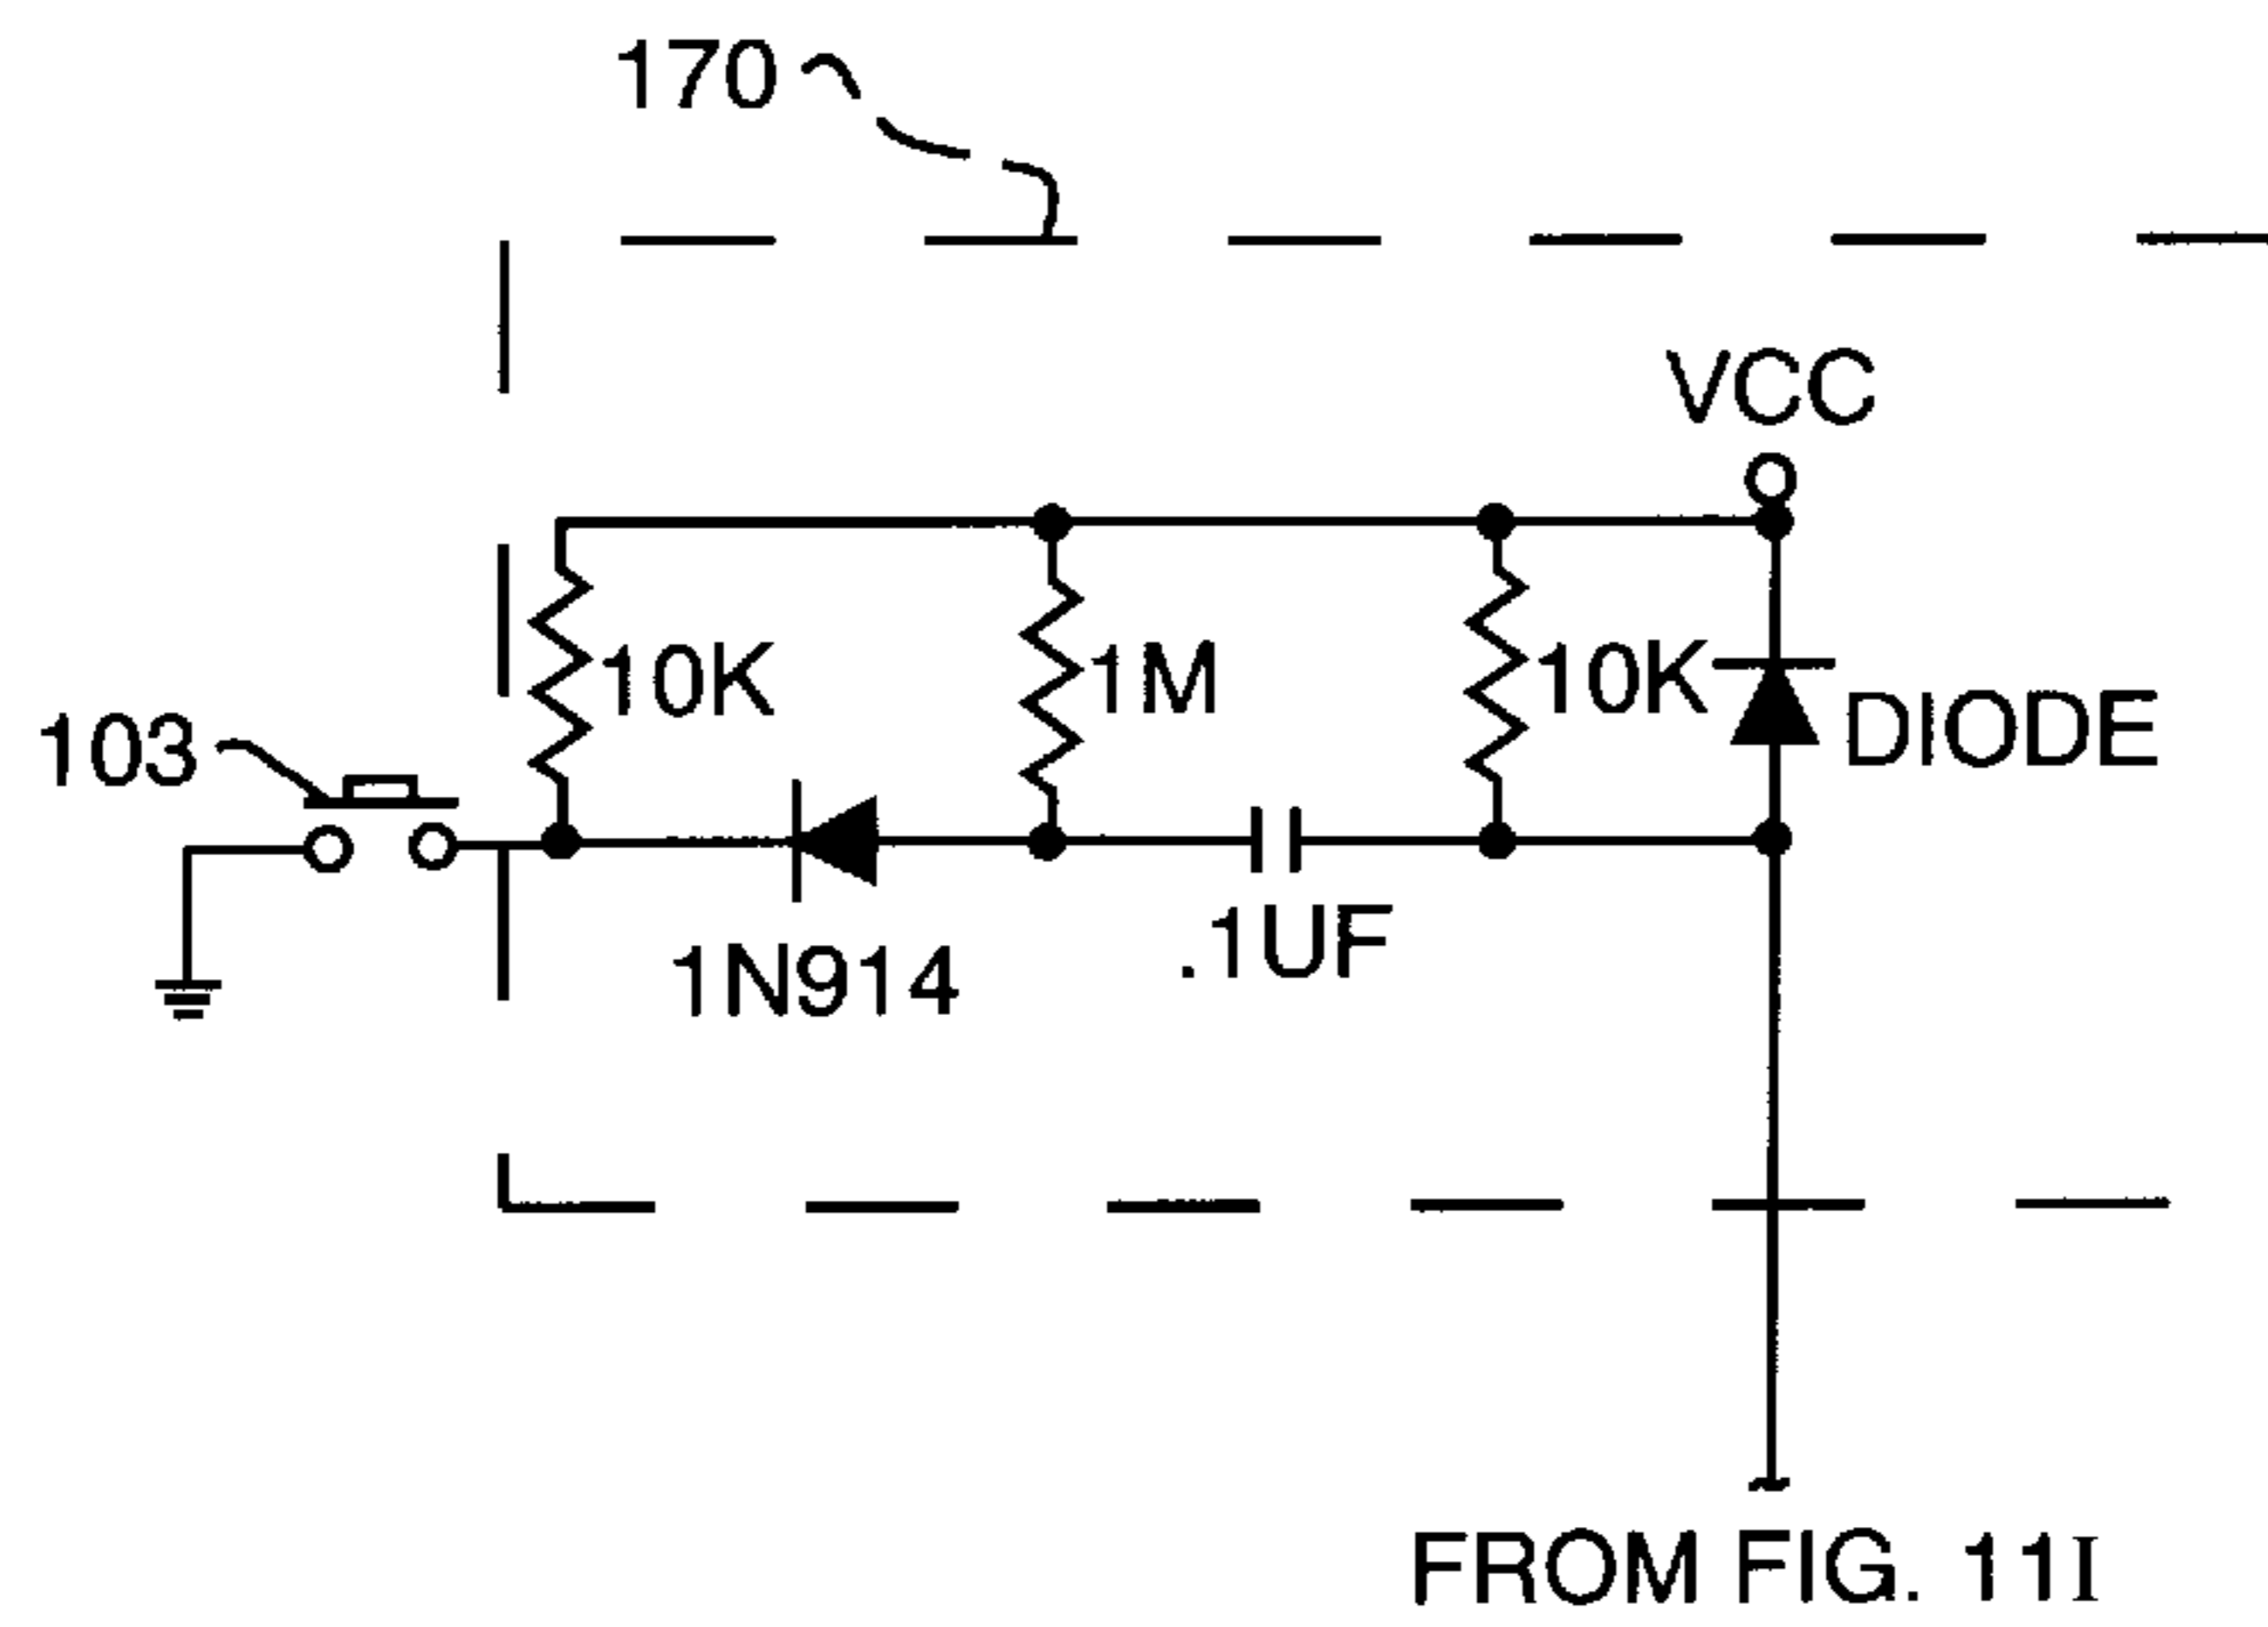 170
VCC
10K
1M
10K
DIODE
103
1N914
.1UF
FROM FIG. 11I